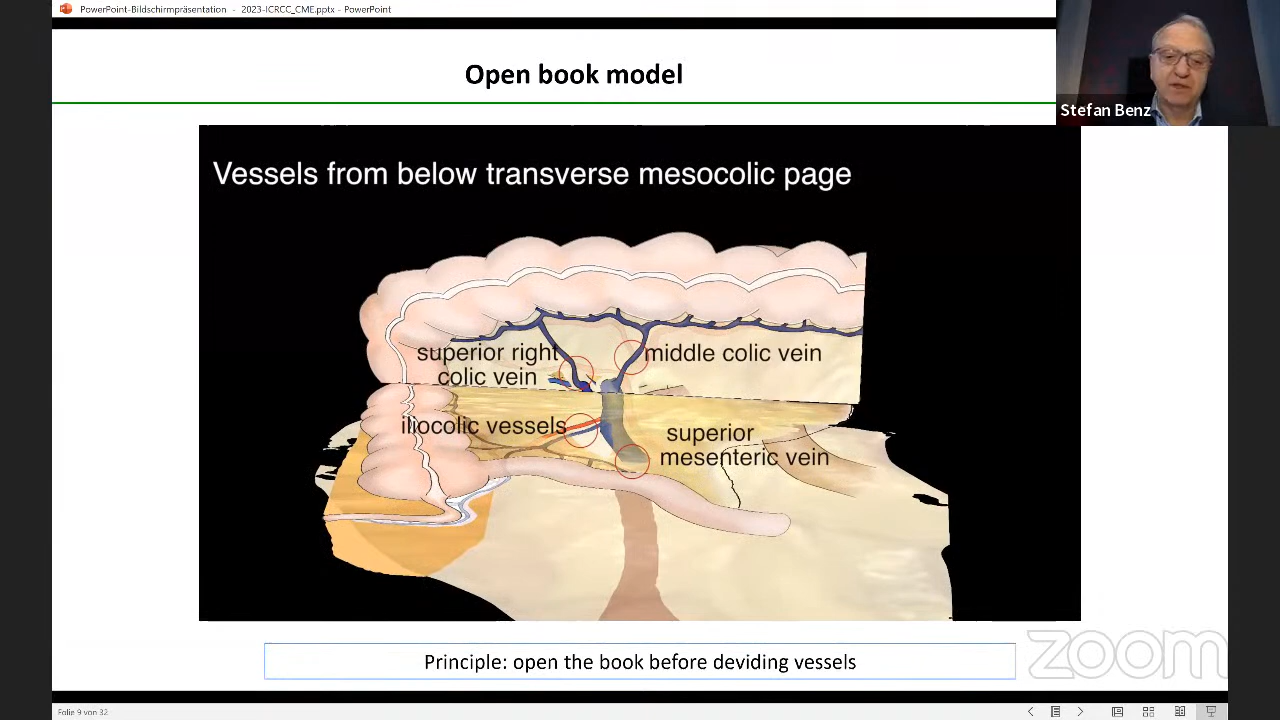 PowerPoint-Bildschirmpräsentation - 2023-ICRCC_CME.pptx - PowerPoint
Open book model
Stefan Benz
Vessels from below transverse mesocolic page
superior right
colic vein
middle colic vein
iliocolic vessels
superior
mesenteric vein
Principle: open the book before deviding vessels
zoom
Folie 9 von 32